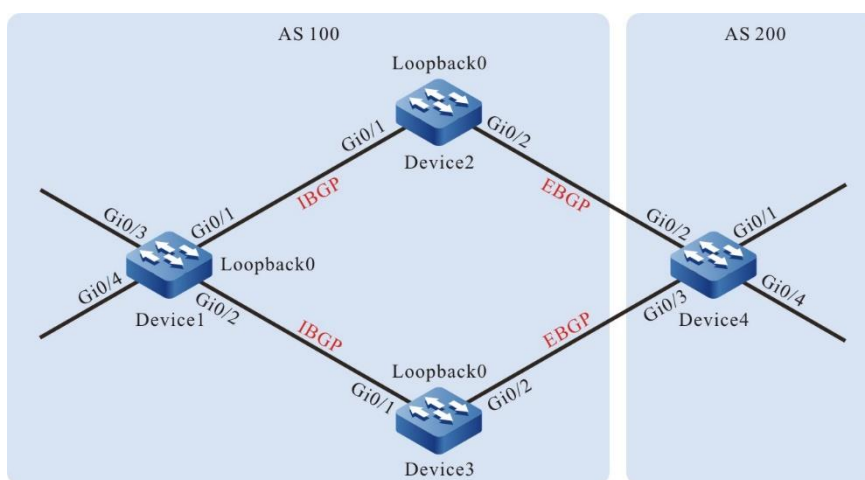 AS 100
AS 200
Loopback0
Gi0/1
Gi0/2
Device2
IBGP
EBGP
Gi0/3
Gi0/1
Gi0/2
Gi0/1
Loopback0
Gi0/4
Gi0/2
Device1
Gi0/3
Gi0/4
Device4
IBGP
EBGP
Loopback0
Gi0/1
Gi0/2
Device3